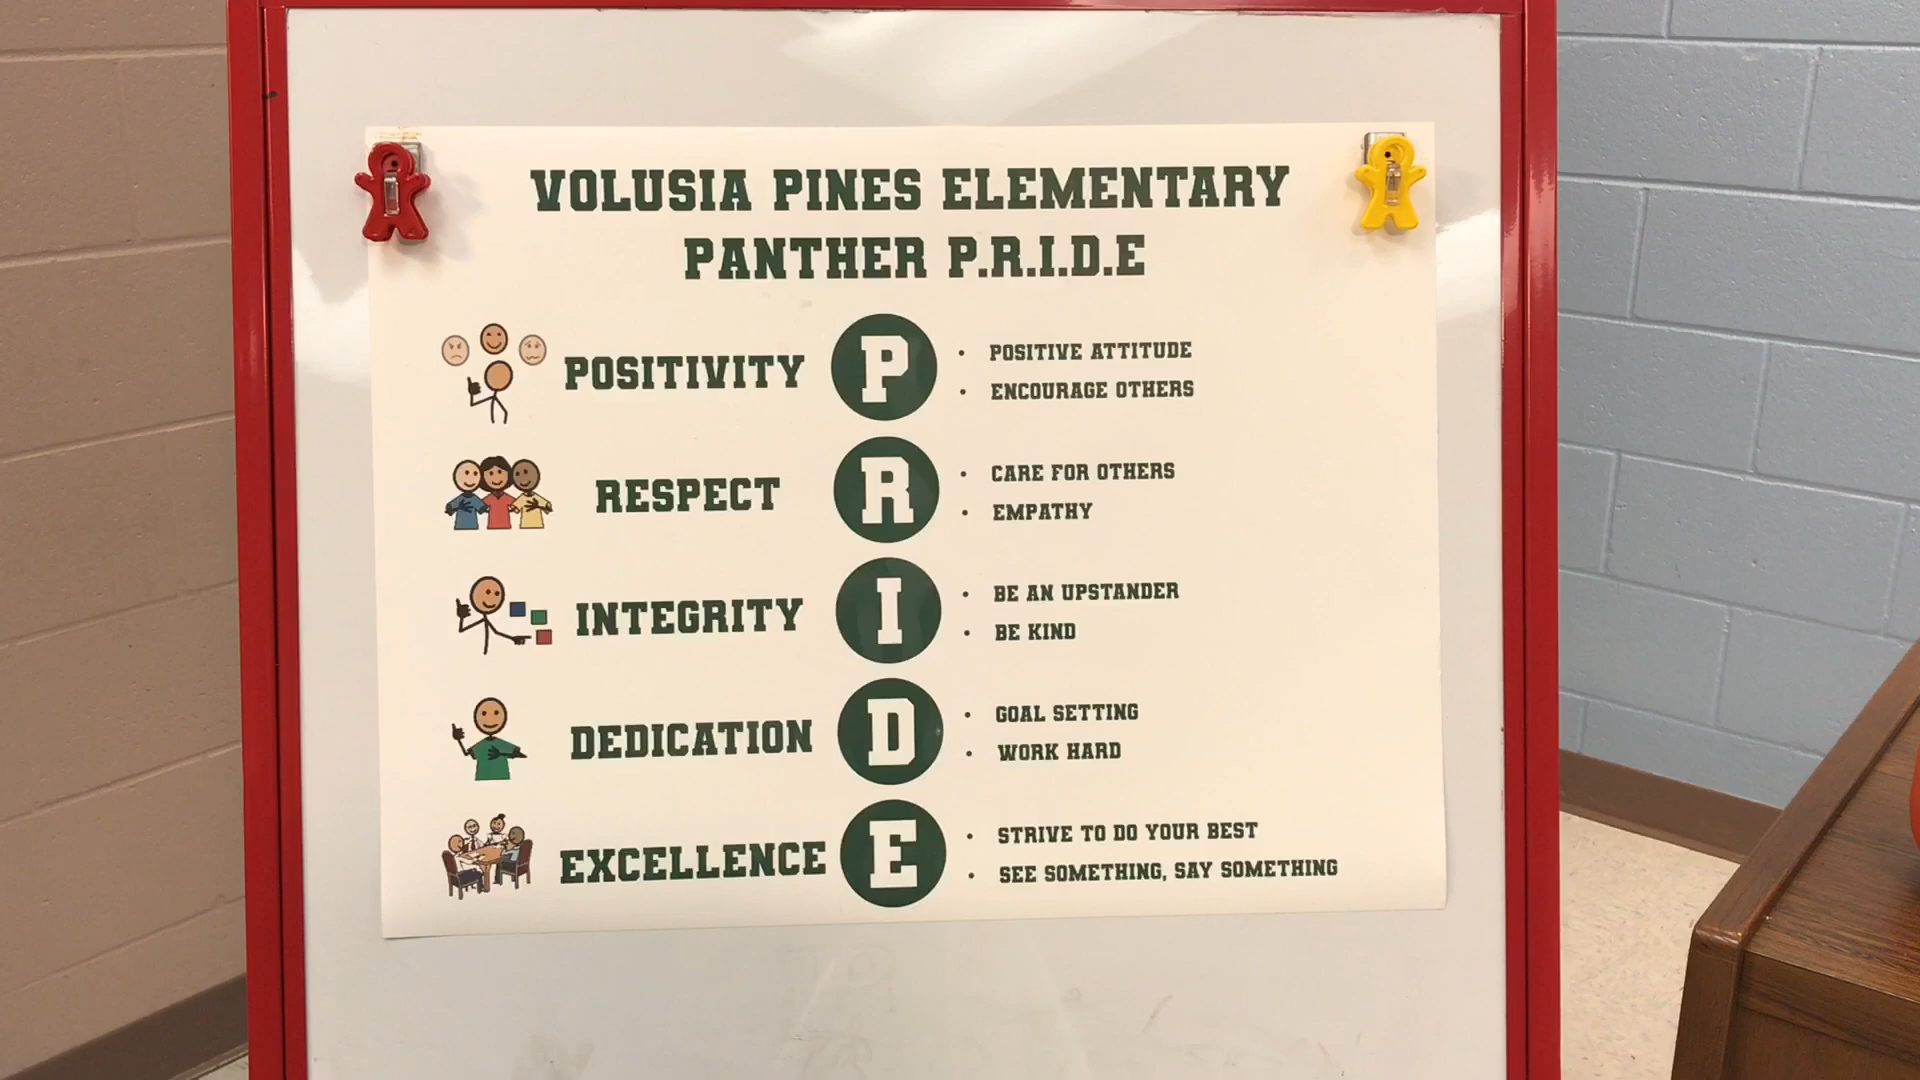 VOLUSIA PINES ELEMENTARY
PANTHER P.R.I.D.E
POSITIVITY P
• POSITIVE ATTITUDE
• ENCOURAGE OTHERS
RESPECT R
• CARE FOR OTHERS
• EMPATHY
INTEGRITY I
• BE AN UPSTANDER
• BE KIND
DEDICATION D
• GOAL SETTING
• WORK HARD
EXCELLENCE E
• STRIVE TO DO YOUR BEST
• SEE SOMETHING, SAY SOMETHING